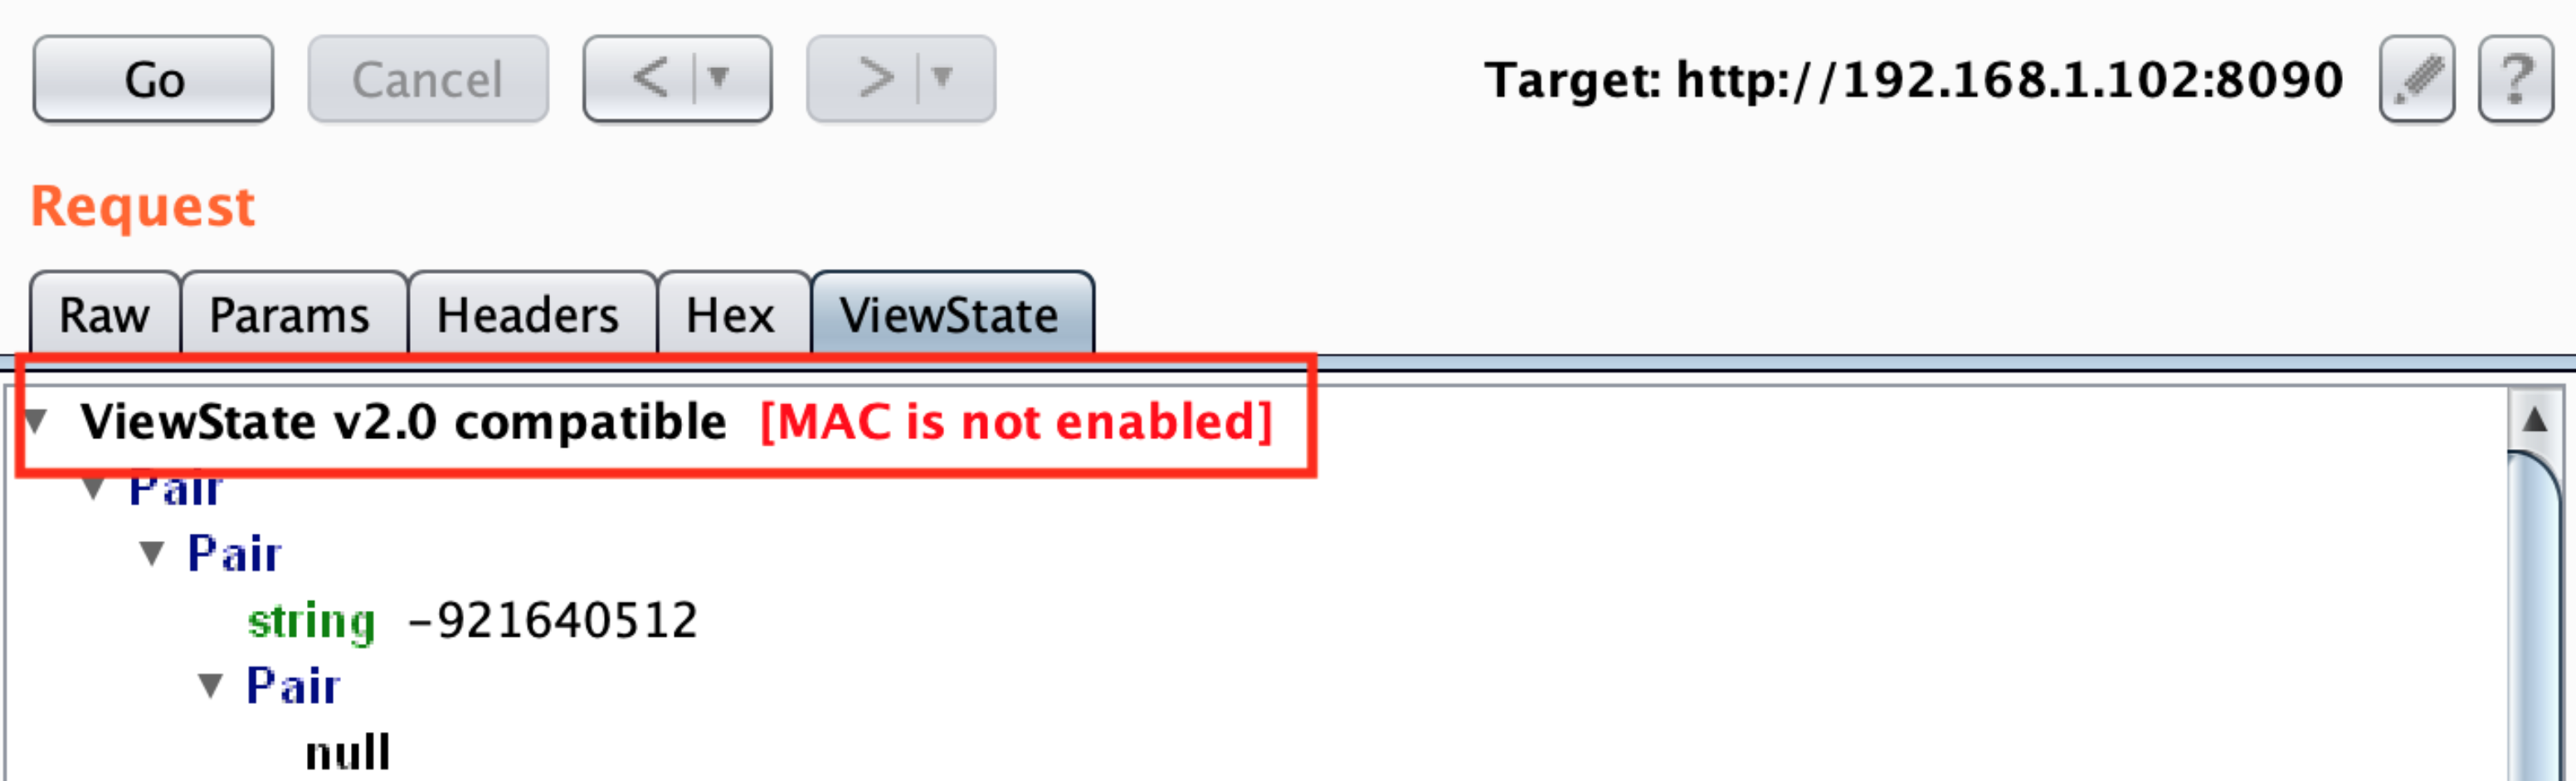 Go Cancel < > Target: http://192.168.1.102:8090 ?
Request
Raw Params Headers Hex ViewState
ViewState v2.0 compatible [MAC is not enabled]
Pair
Pair
string -921640512
Pair
null